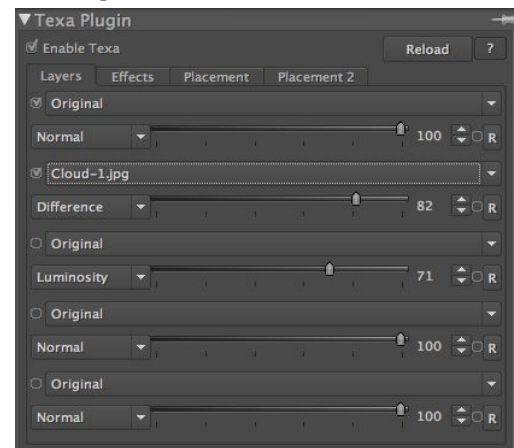 Texa Plugin
Enable Texa Reload ?
Layers Effects Placement Placement 2
Original
Normal 100 R
Cloud-1.jpg
Difference 82 R
Original
Luminosity 71 R
Original
Normal 100 R
Original
Normal 100 R